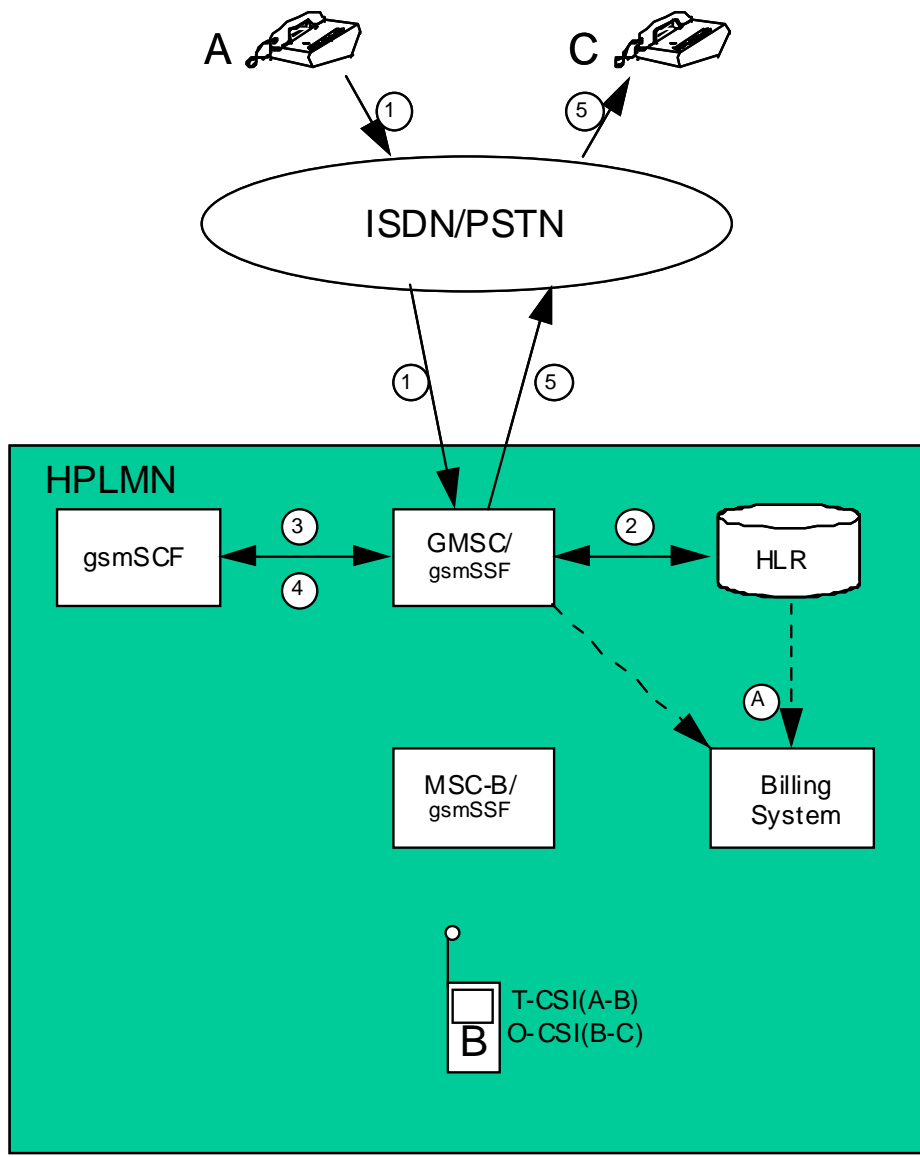 A
C
1
5
ISDN/PSTN
1
5
HPLMN
gsmSCF
3
4
GMSC/
gsmSSF
2
HLR
A
MSC-B/
gsmSSF
Billing
System
T-CSI(A-B)
O-CSI(B-C)
B